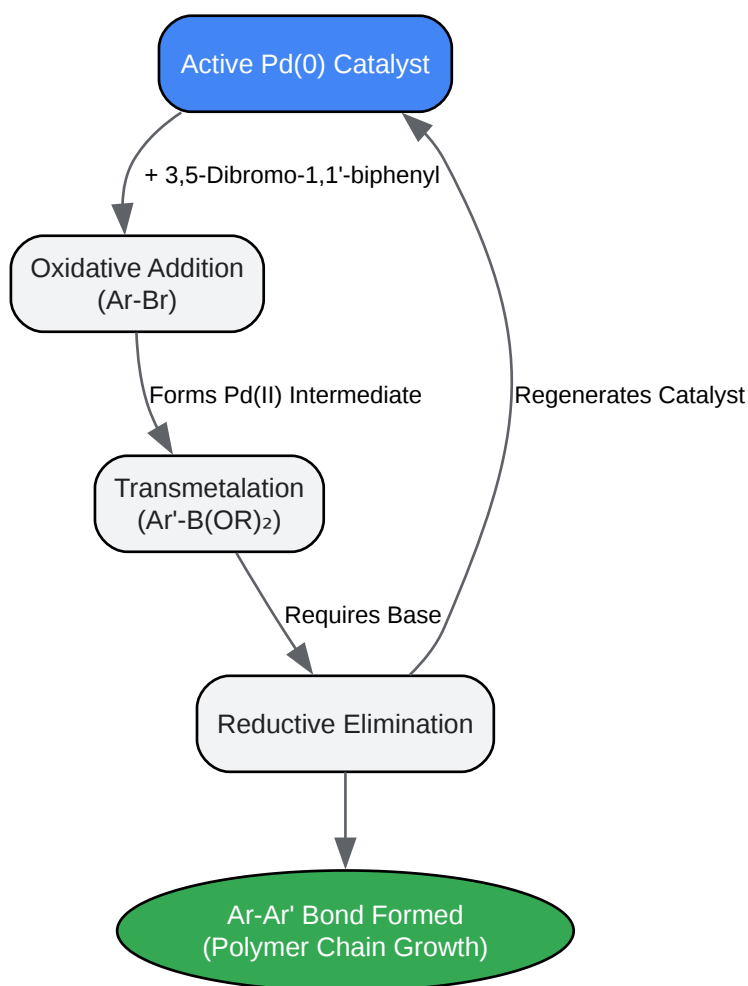 Active Pd(0) Catalyst
+ 3,5-Dibromo-1,1'-biphenyl
Oxidative Addition
(Ar-Br)
Forms Pd(II) Intermediate
Regenerates Catalyst
Transmetalation
(Ar'-B(OR)₂)
Requires Base
Reductive Elimination
Ar-Ar' Bond Formed
(Polymer Chain Growth)